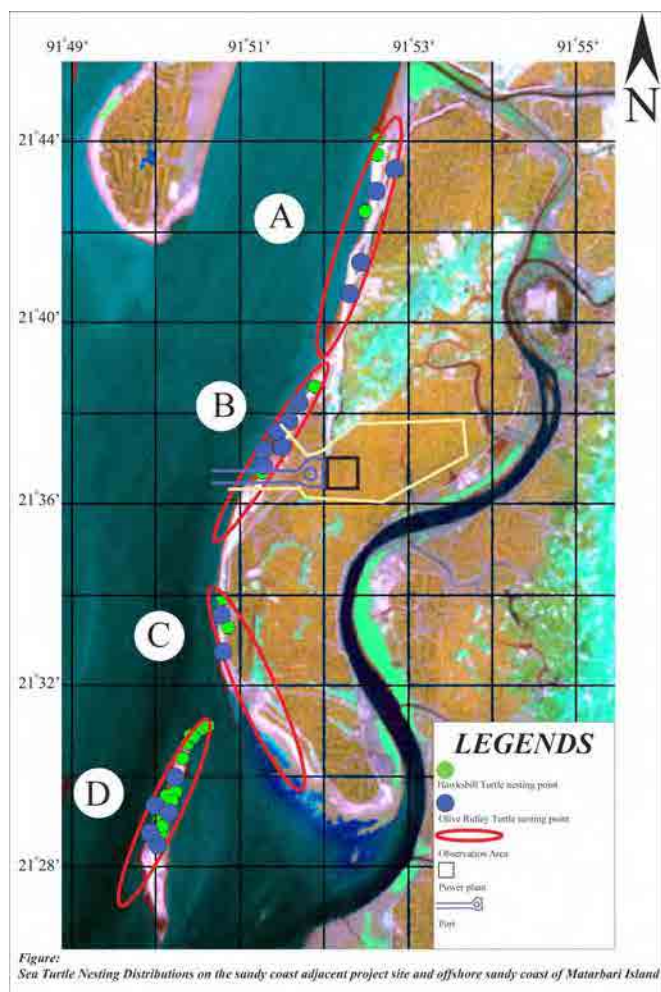 91°49' 91°51' 91°53' 91°55'
N
21°44'
A
21°40'
B
21°36'
C
21°32'
D
21°28'
LEGENDS
Hawksbill Turtle nesting point
Olive Ridley Turtle nesting point
Observation Area
Power plant
Port
Figure:
Sea Turtle Nesting Distributions on the sandy coast adjacent project site and offshore sandy coast of Matarbari Island